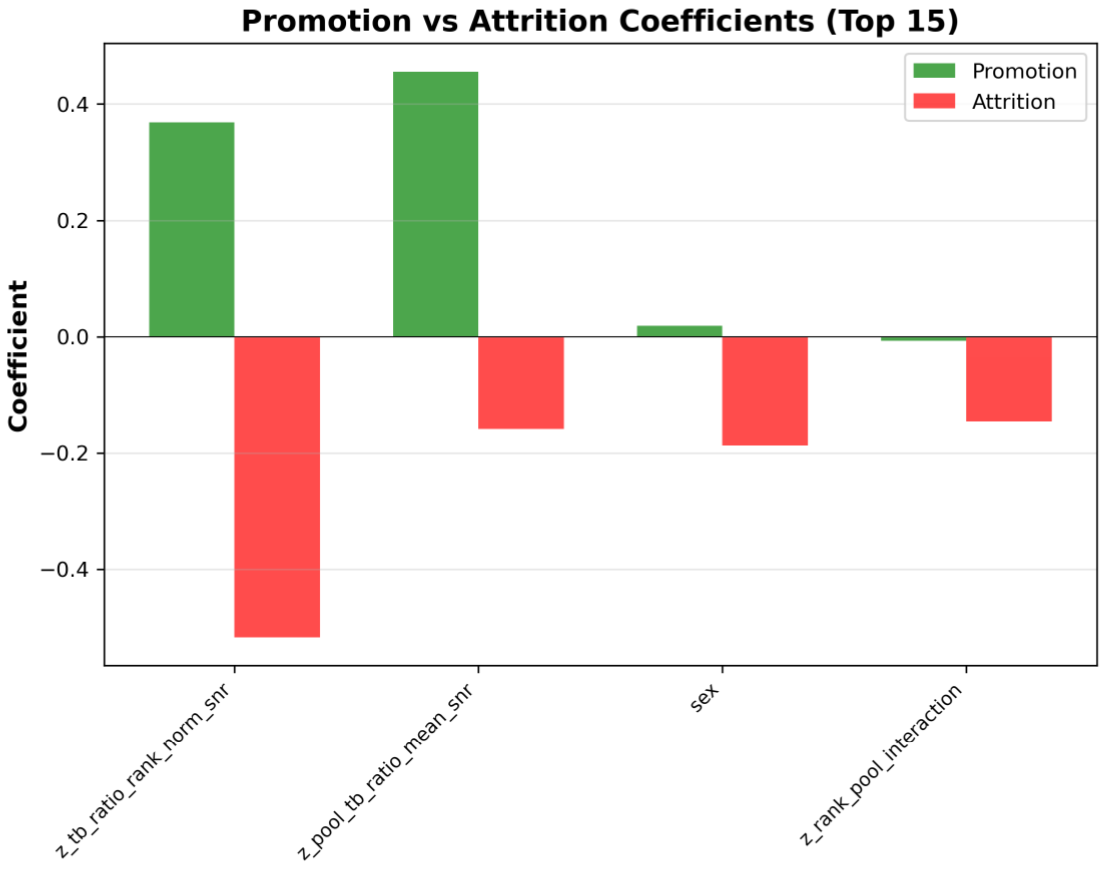 Promotion vs Attrition Coefficients (Top 15)
Promotion
Attrition
Coefficient
0.4
0.2
0.0
−0.2
−0.4
z_tb_ratio_rank_norm_snr
z_pool_tb_ratio_mean_snr
sex
z_rank_pool_interaction